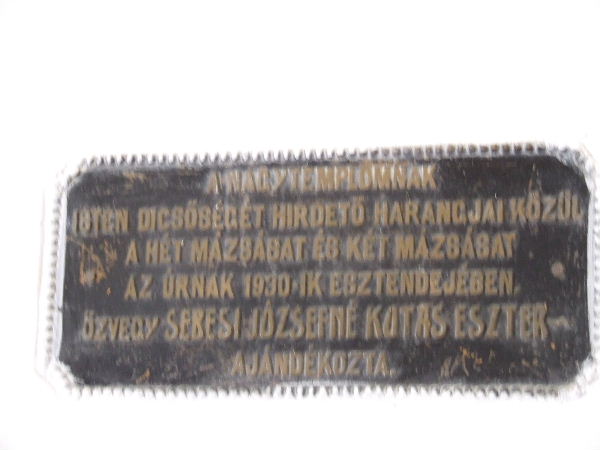 A NAGYTEMPLOMNAK
ISTEN DICSŐSÉGÉT HIRDETŐ HARANGJAI KÖZÜL
A HÉT MÁZSÁSAT ÉS KÉT MÁZSÁSAT
AZ ÚRNAK 1930-IK ESZTENDEJÉBEN.
ÖZVEGY SEBESI JÓZSEFNÉ KUTAS ESZTER
AJÁNDÉKOZTA.